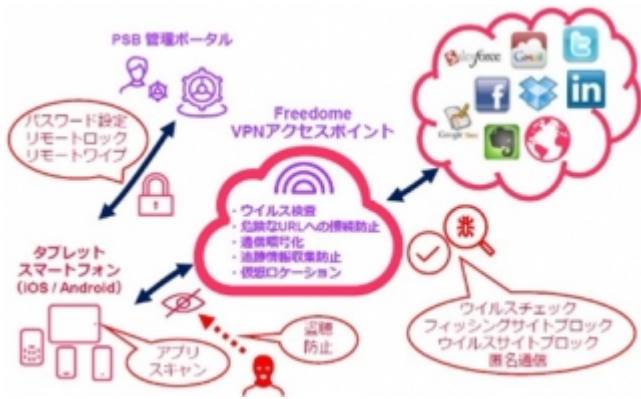 PSB 管理ポータル
パスワード設定
リモートロック
リモートワイプ
Freedome
VPNアクセスポイント
・ウイルス検査
・危険なURLへの接続防止
・通信暗号化
・追跡情報収集防止
・仮想ロケーション
salesforce
Gmail
Google
タブレット
スマートフォン
(iOS / Android)
アプリ
スキャン
盗聴
防止
ウイルスチェック
フィッシングサイトブロック
ウイルスサイトブロック
匿名通信